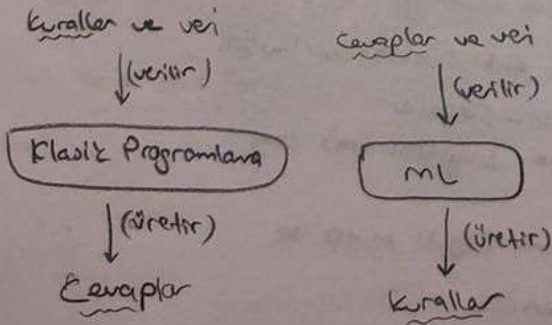 Kurallar ve veri
(verilir)
Klasik Programlama
(üretir)
Cevaplar
Cevaplar ve veri
(verilir)
ML
(üretir)
Kurallar